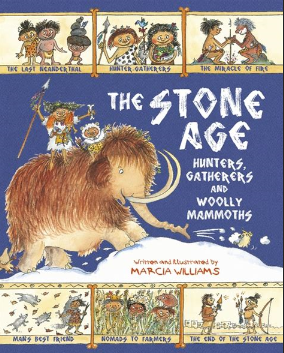 THE LAST NEANDERTHAL
HUNTER-GATHERERS
THE MIRACLE OF FIRE
THE STONE
AGE
HUNTERS,
GATHERERS
AND
WOOLLY
MAMMOTHS
Written and illustrated by
MARCIA WILLIAMS
MAN'S BEST FRIEND
NOMADS TO FARMERS
THE END OF THE STONE AGE